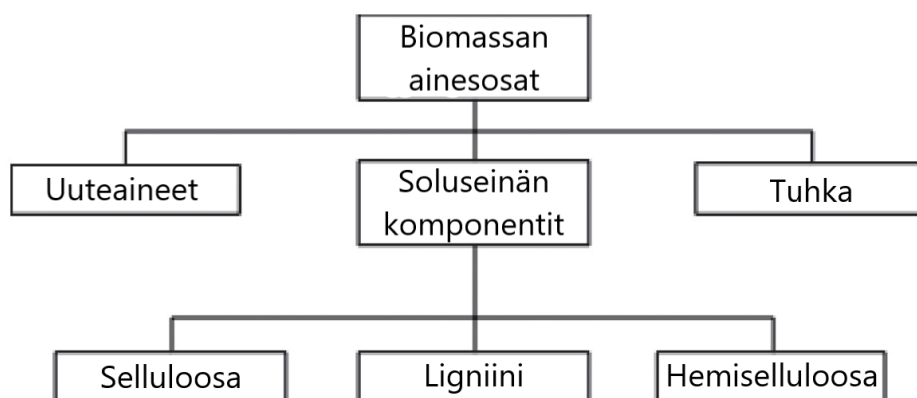 Biomassan
ainesosat
Uuteaineet
Soluseinän
komponentit
Tuhka
Selluloosa
Ligniini
Hemiselluloosa